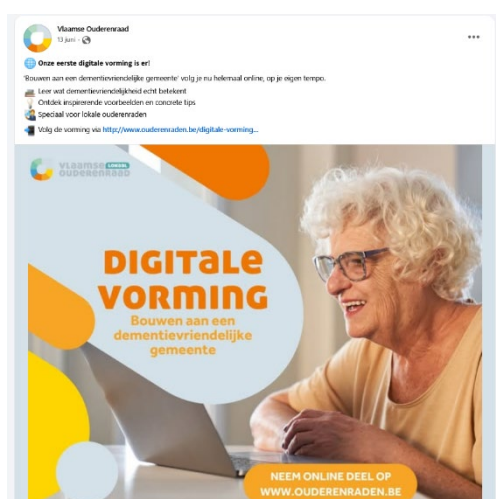 Vlaamse Ouderenraad
13 juni ·
Onze eerste digitale vorming is er!
'Bouwen aan een dementievriendelijke gemeente' volg je nu helemaal online, op je eigen tempo.
Leer wat dementievriendelijkheid echt betekent
Ontdek inspirerende voorbeelden en concrete tips
Speciaal voor lokale ouderenraden
Volg de vorming via http://www.ouderenraden.be/digitale-vorming...
VLAAMSE LOKAAL
OUDERENRAAD
DIGITALE
VORMING
Bouwen aan een
dementievriendelijke
gemeente
NEEM ONLINE DEEL OP
WWW.OUDERENRADEN.BE